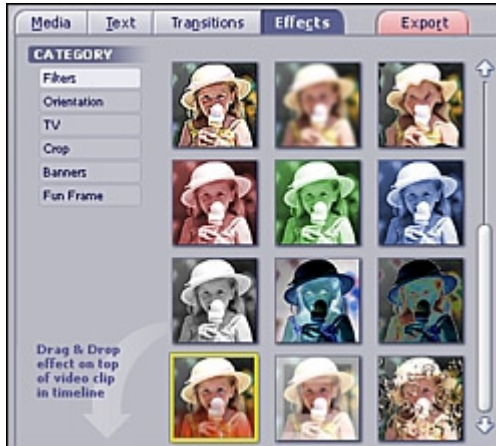 Media Text Transitions Effects Export
CATEGORY
Filters
Orientation
TV
Crop
Banners
Fun Frame
Drag & Drop
effect on top
of video clip
in timeline